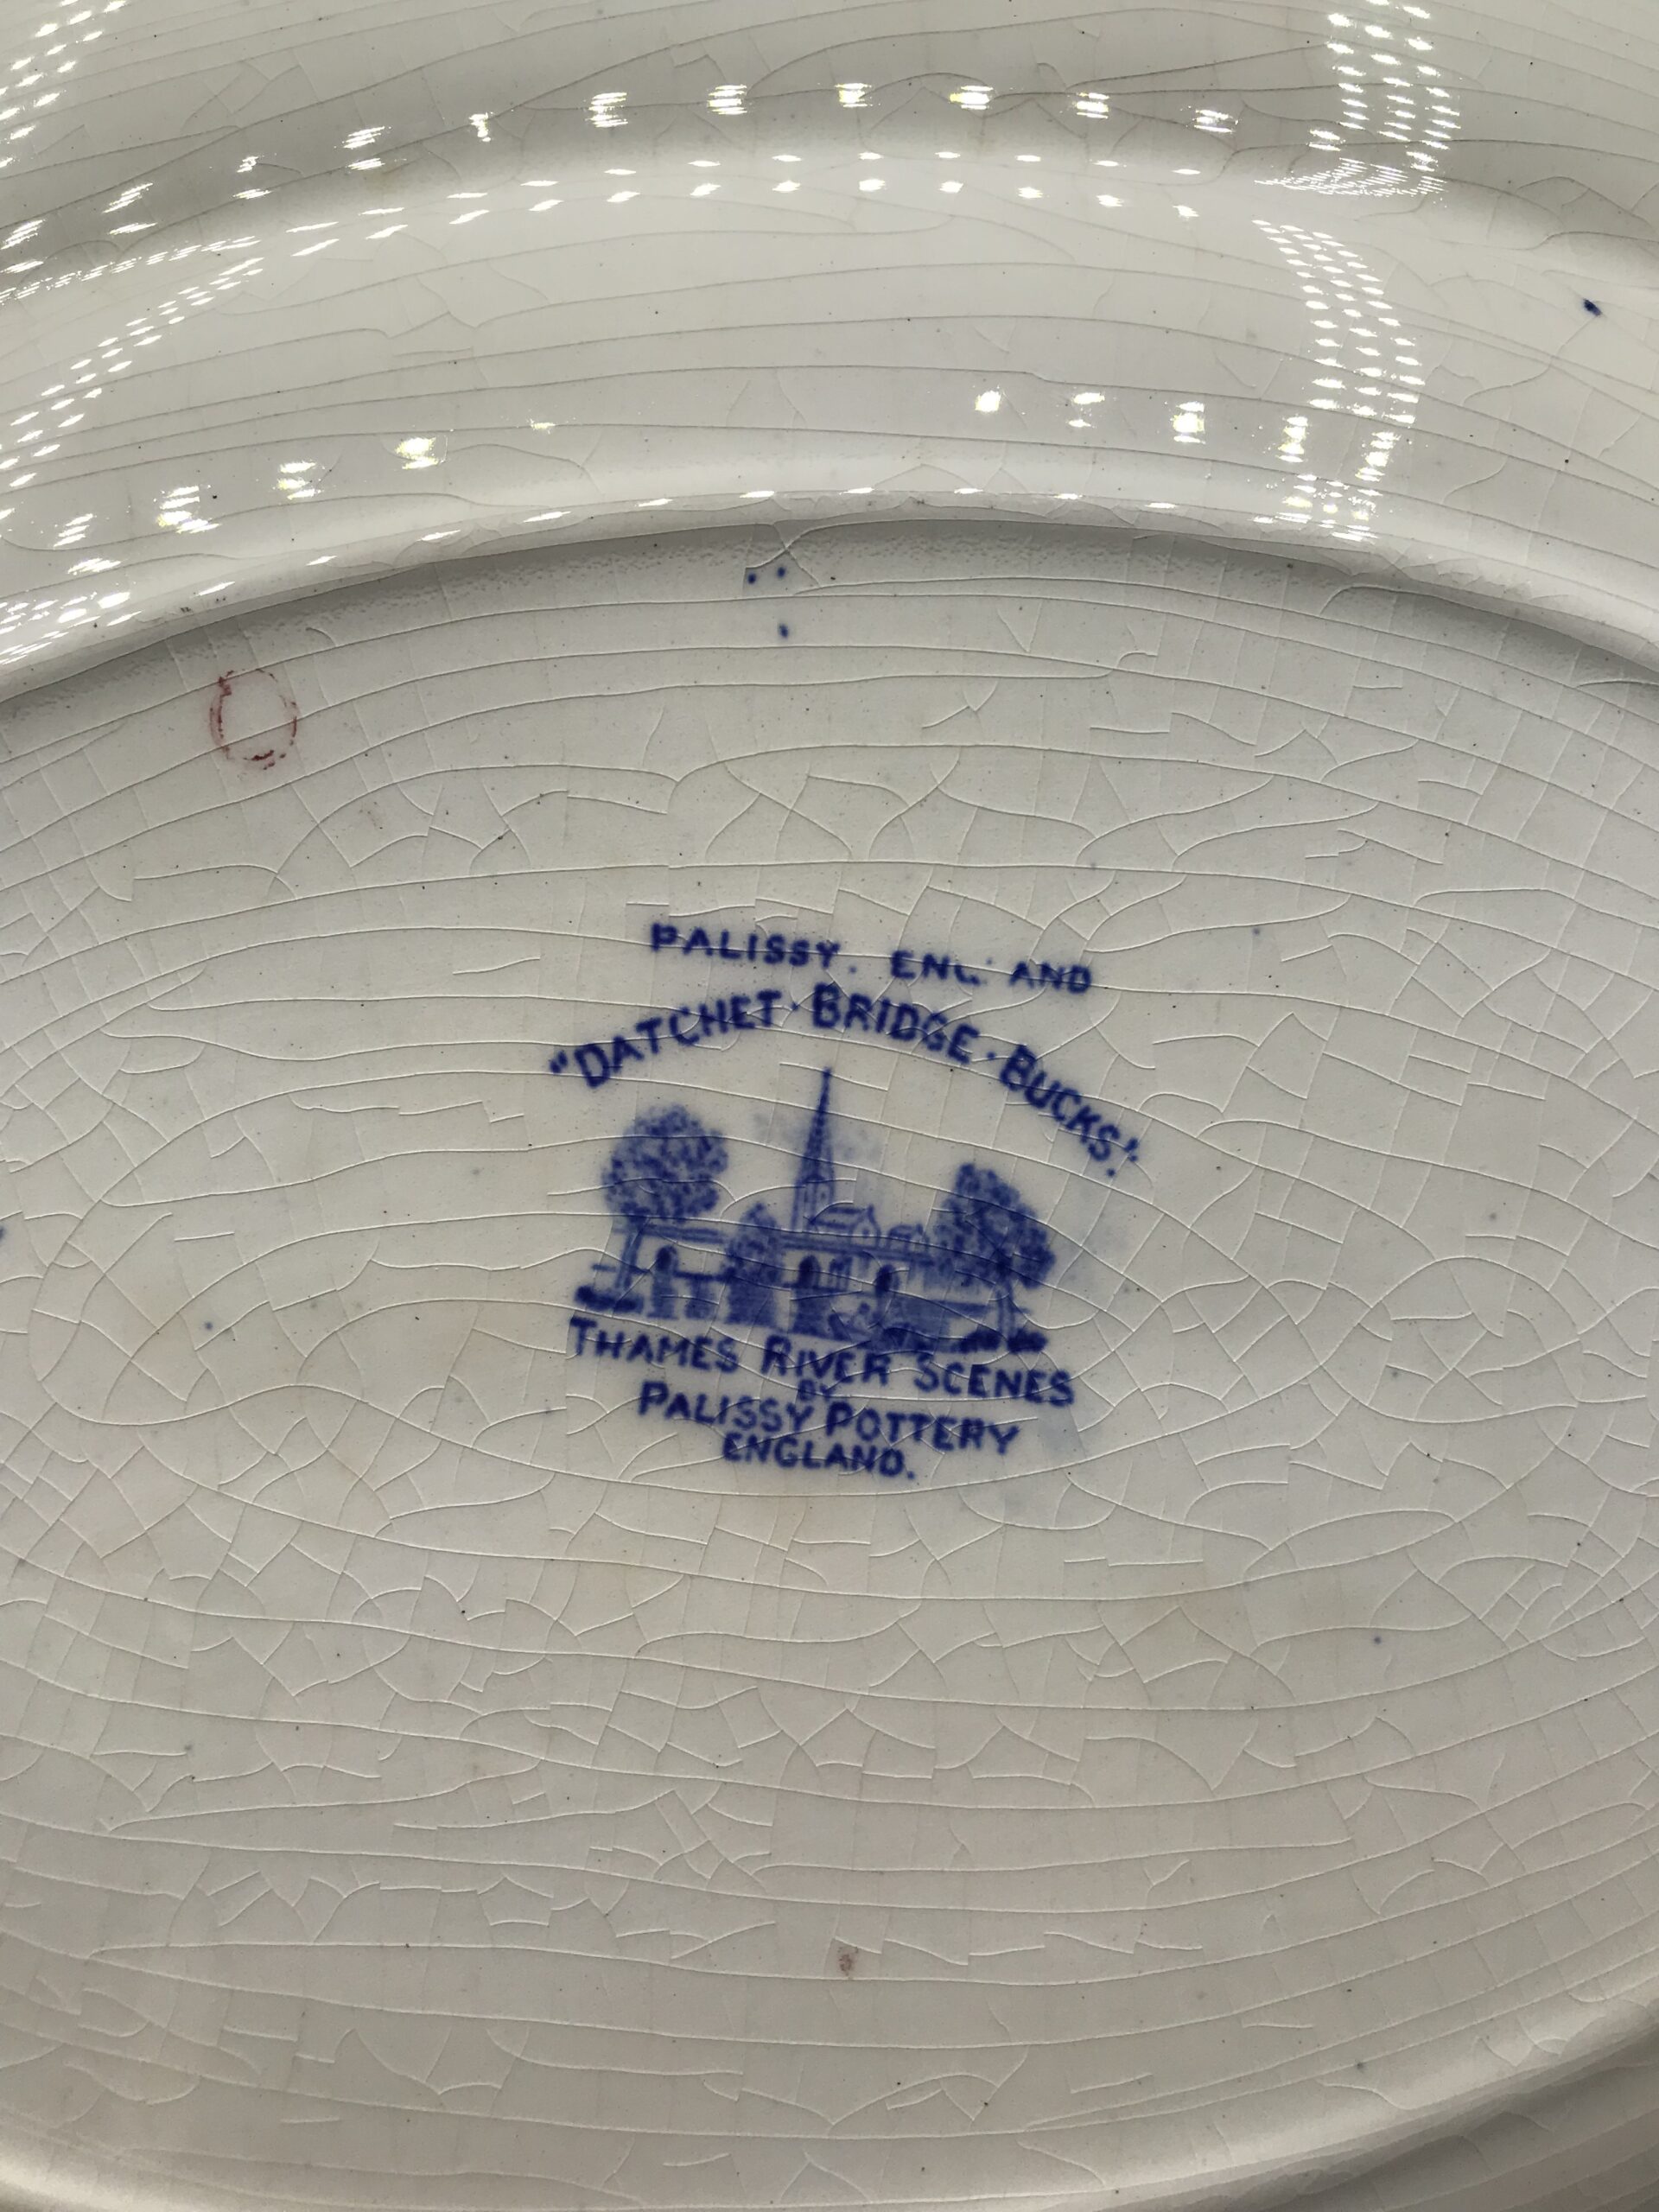 PALISSY. ENGLAND
"DATCHET·BRIDGE·BUCKS".
THAMES RIVER SCENES
BY
PALISSY POTTERY
ENGLAND.